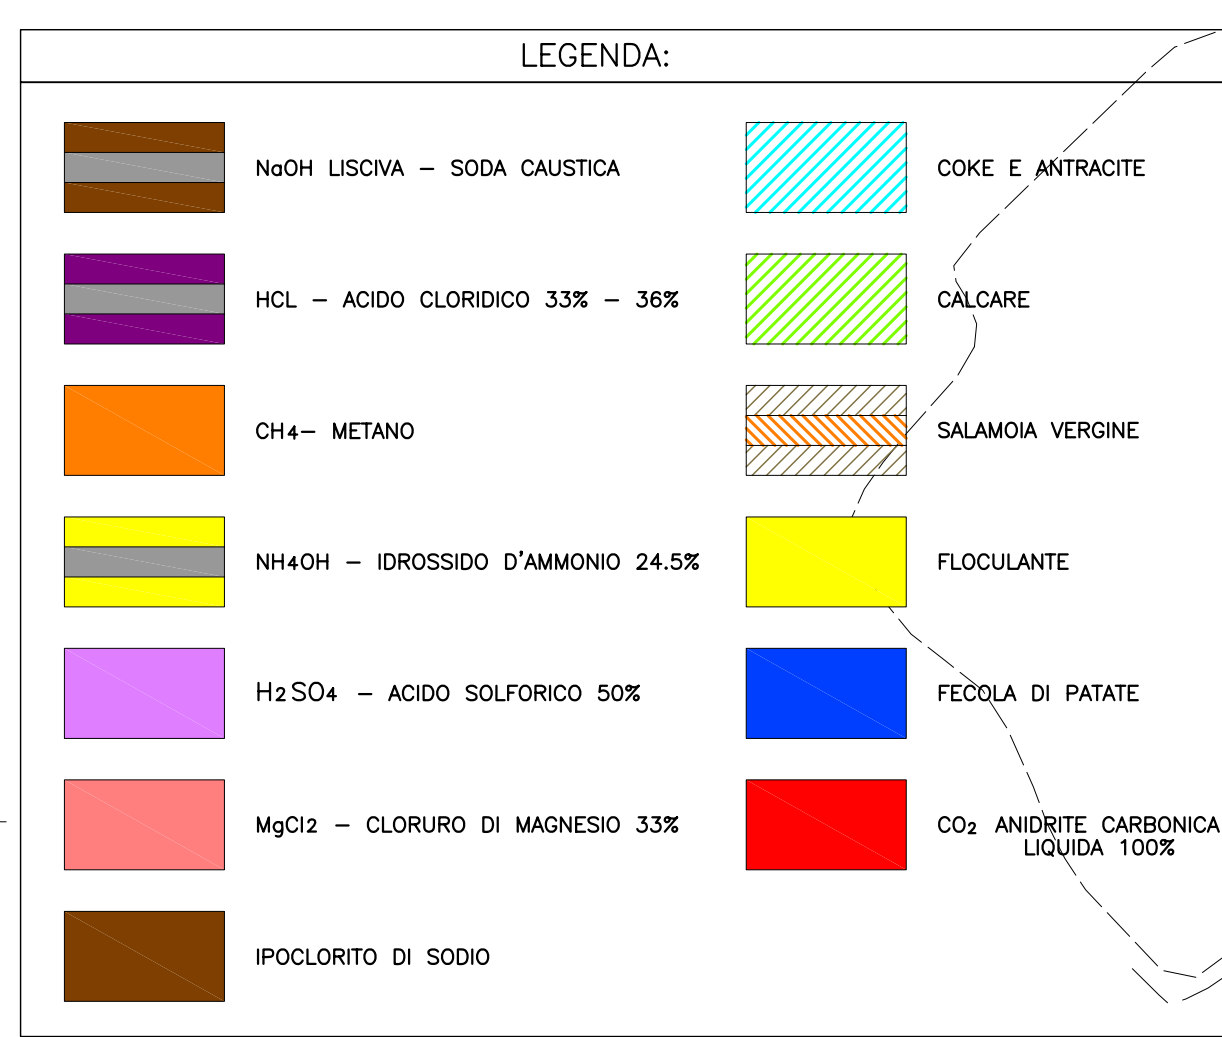 LEGENDA:
NaOH LISCIVA – SODA CAUSTICA
HCL – ACIDO CLORIDICO 33% – 36%
CH4– METANO
NH4OH – IDROSSIDO D'AMMONIO 24.5%
H2SO4 – ACIDO SOLFORICO 50%
MgCl2 – CLORURO DI MAGNESIO 33%
IPOCLORITO DI SODIO
COKE E ANTRACITE
CALCARE
SALAMOIA VERGINE
FLOCULANTE
FECOLA DI PATATE
CO2 ANIDRITE CARBONICA
LIQUIDA 100%